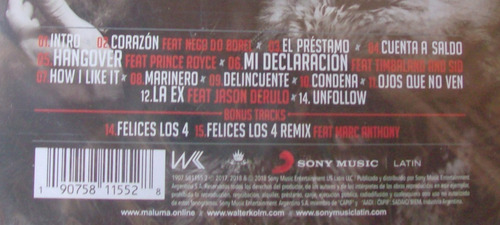 01.INTRO × 02.CORAZÓN FEAT NEGO DO BOREL × 03.EL PRÉSTAMO × 04.CUENTA A SALDO
05.HANGOVER FEAT PRINCE ROYCE × 06.MI DECLARACIÓN FEAT TIMBALAND AND SID
07.HOW I LIKE IT × 08.MARINERO × 09.DELINCUENTE × 10.CONDENA × 11.OJOS QUE NO VEN
12.LA EX FEAT JASON DERULO × 14. UNFOLLOW
BONUS TRACKS
14.FELICES LOS 4 15.FELICES LOS 4 REMIX FEAT MARC ANTHONY
WK SONY MUSIC LATIN
1 90758 11552 8
www.maluma.online • www.walterkolm.com • www.sonymusiclatin.com